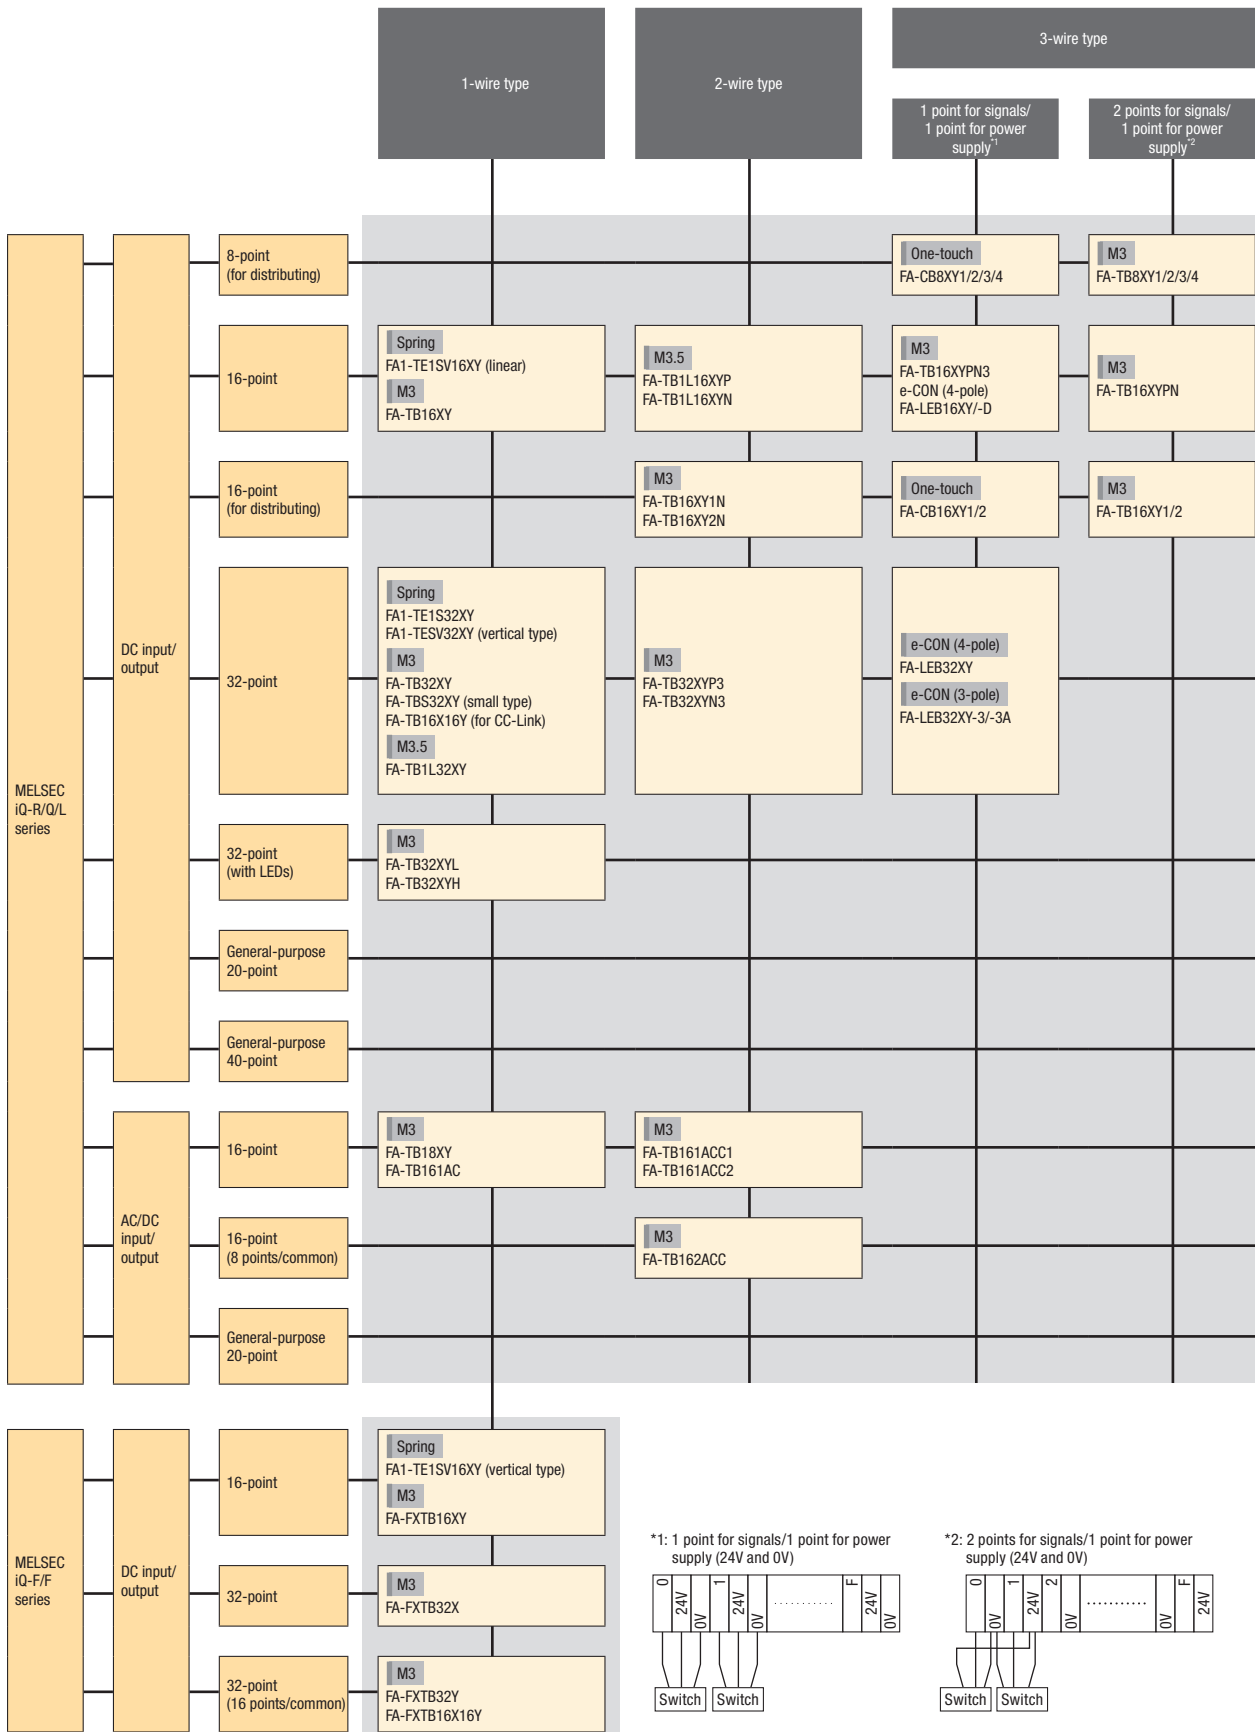 1-wire type
2-wire type
3-wire type
1 point for signals/
1 point for power
supply*1
2 points for signals/
1 point for power
supply*2
MELSEC
iQ-R/Q/L
series
DC input/
output
8-point
(for distributing)
One-touch
FA-CB8XY1/2/3/4
M3
FA-TB8XY1/2/3/4
16-point
Spring
FA1-TE1SV16XY (linear)
M3
FA-TB16XY
M3.5
FA-TB1L16XYP
FA-TB1L16XYN
M3
FA-TB16XYPN3
e-CON (4-pole)
FA-LEB16XY/-D
M3
FA-TB16XYPN
16-point
(for distributing)
M3
FA-TB16XY1N
FA-TB16XY2N
One-touch
FA-CB16XY1/2
M3
FA-TB16XY1/2
32-point
Spring
FA1-TE1S32XY
FA1-TESV32XY (vertical type)
M3
FA-TB32XY
FA-TBS32XY (small type)
FA-TB16X16Y (for CC-Link)
M3.5
FA-TB1L32XY
M3
FA-TB32XYP3
FA-TB32XYN3
e-CON (4-pole)
FA-LEB32XY
e-CON (3-pole)
FA-LEB32XY-3/-3A
32-point
(with LEDs)
M3
FA-TB32XYL
FA-TB32XYH
General-purpose
20-point
General-purpose
40-point
AC/DC
input/
output
16-point
M3
FA-TB18XY
FA-TB161AC
M3
FA-TB161ACC1
FA-TB161ACC2
16-point
(8 points/common)
M3
FA-TB162ACC
General-purpose
20-point
MELSEC
iQ-F/F
series
DC input/
output
16-point
Spring
FA1-TE1SV16XY (vertical type)
M3
FA-FXTB16XY
32-point
M3
FA-FXTB32X
32-point
(16 points/common)
M3
FA-FXTB32Y
FA-FXTB16X16Y
*1: 1 point for signals/1 point for power
supply (24V and 0V)
0 24V 0V 1 24V 0V ........... F 24V 0V
Switch Switch
*2: 2 points for signals/1 point for power
supply (24V and 0V)
0 0V 1 24V 2 0V ........... 0V F 24V
Switch Switch